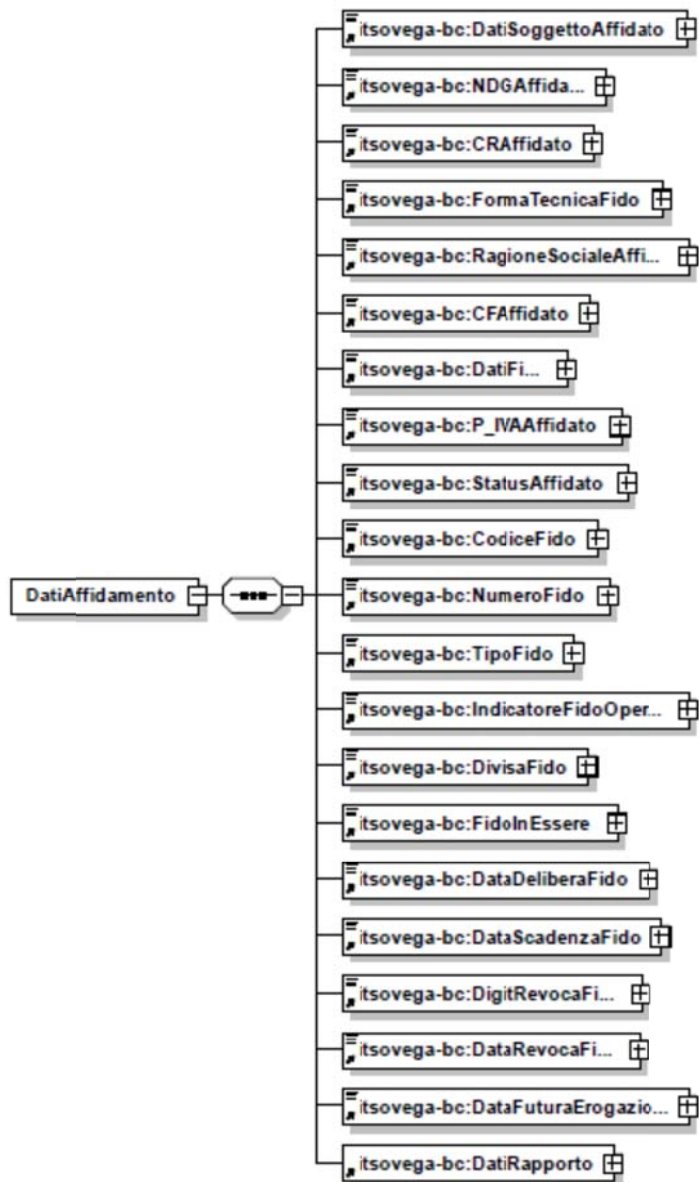 itsovega-bc:DatiSoggettoAffidato
itsovega-bc:NDGAffida...
itsovega-bc:CRAffidato
itsovega-bc:FormaTecnicaFido
itsovega-bc:RagioneSocialeAffi...
itsovega-bc:CFAffidato
itsovega-bc:DatiFi...
itsovega-bc:P_IVAAffidato
itsovega-bc:StatusAffidato
itsovega-bc:CodiceFido
DatiAffidamento
itsovega-bc:NumeroFido
itsovega-bc:TipoFido
itsovega-bc:IndicatoreFidoOper...
itsovega-bc:DivisaFido
itsovega-bc:FidoInEssere
itsovega-bc:DataDeliberaFido
itsovega-bc:DataScadenzaFido
itsovega-bc:DigitRevocaFi...
itsovega-bc:DataRevocaFi...
itsovega-bc:DataFuturaErogazio...
itsovega-bc:DatiRapporto